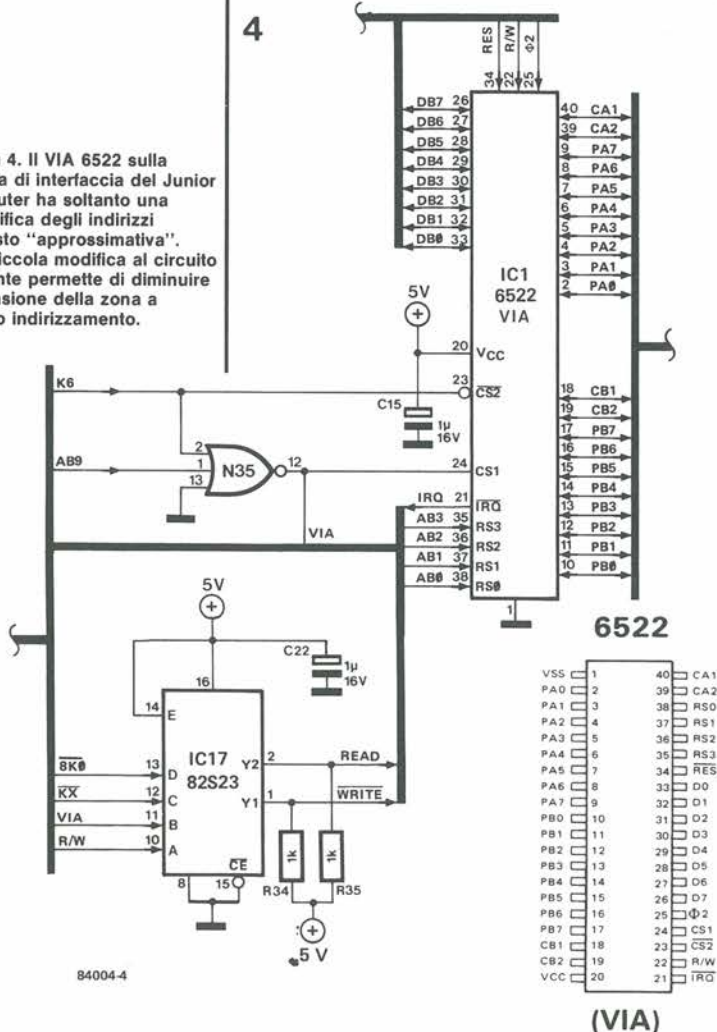 4
4. Il VIA 6522 sulla
di interfaccia del Junior
ha soltanto una
degli indirizzi
"approssimativa".
piccola modifica al circuito
permette di diminuire
della zona a
indirizzamento.
RES
R/W
Φ2
34
22
25
DB7 26
DB6 27
DB5 28
DB4 29
DB3 30
DB2 31
DB1 32
DB0 33
40 CA1
39 CA2
9 PA7
8 PA6
7 PA5
6 PA4
5 PA3
4 PA2
3 PA1
2 PA0
IC1
6522
VIA
5V
20 VCC
23 CS2
C15
1µ
16V
18 CB1
19 CB2
17 PB7
16 PB6
15 PB5
14 PB4
13 PB3
12 PB2
11 PB1
10 PB0
K6
2
AB9
1
13
N35
12
24 CS1
IRQ 21 IRQ
AB3 35 RS3
AB2 36 RS2
AB1 37 RS1
AB0 38 RS0
VIA
1
6522
5V
C22
1µ
16V
16
14 E
IC17
82S23
8K0 13 D
KX 12 C
VIA 11 B
R/W 10 A
Y2 2 READ
Y1 1 WRITE
CE
8
15
1k
1k
R34
R35
5 V
84004-4
VSS 1 40 CA1
PA0 2 39 CA2
PA1 3 38 RS0
PA2 4 37 RS1
PA3 5 36 RS2
PA4 6 35 RS3
PA5 7 34 RES
PA6 8 33 D0
PA7 9 32 D1
PB0 10 31 D2
PB1 11 30 D3
PB2 12 29 D4
PB3 13 28 D5
PB4 14 27 D6
PB5 15 26 D7
PB6 16 25 Φ2
PB7 17 24 CS1
CB1 18 23 CS2
CB2 19 22 R/W
VCC 20 21 IRQ
(VIA)